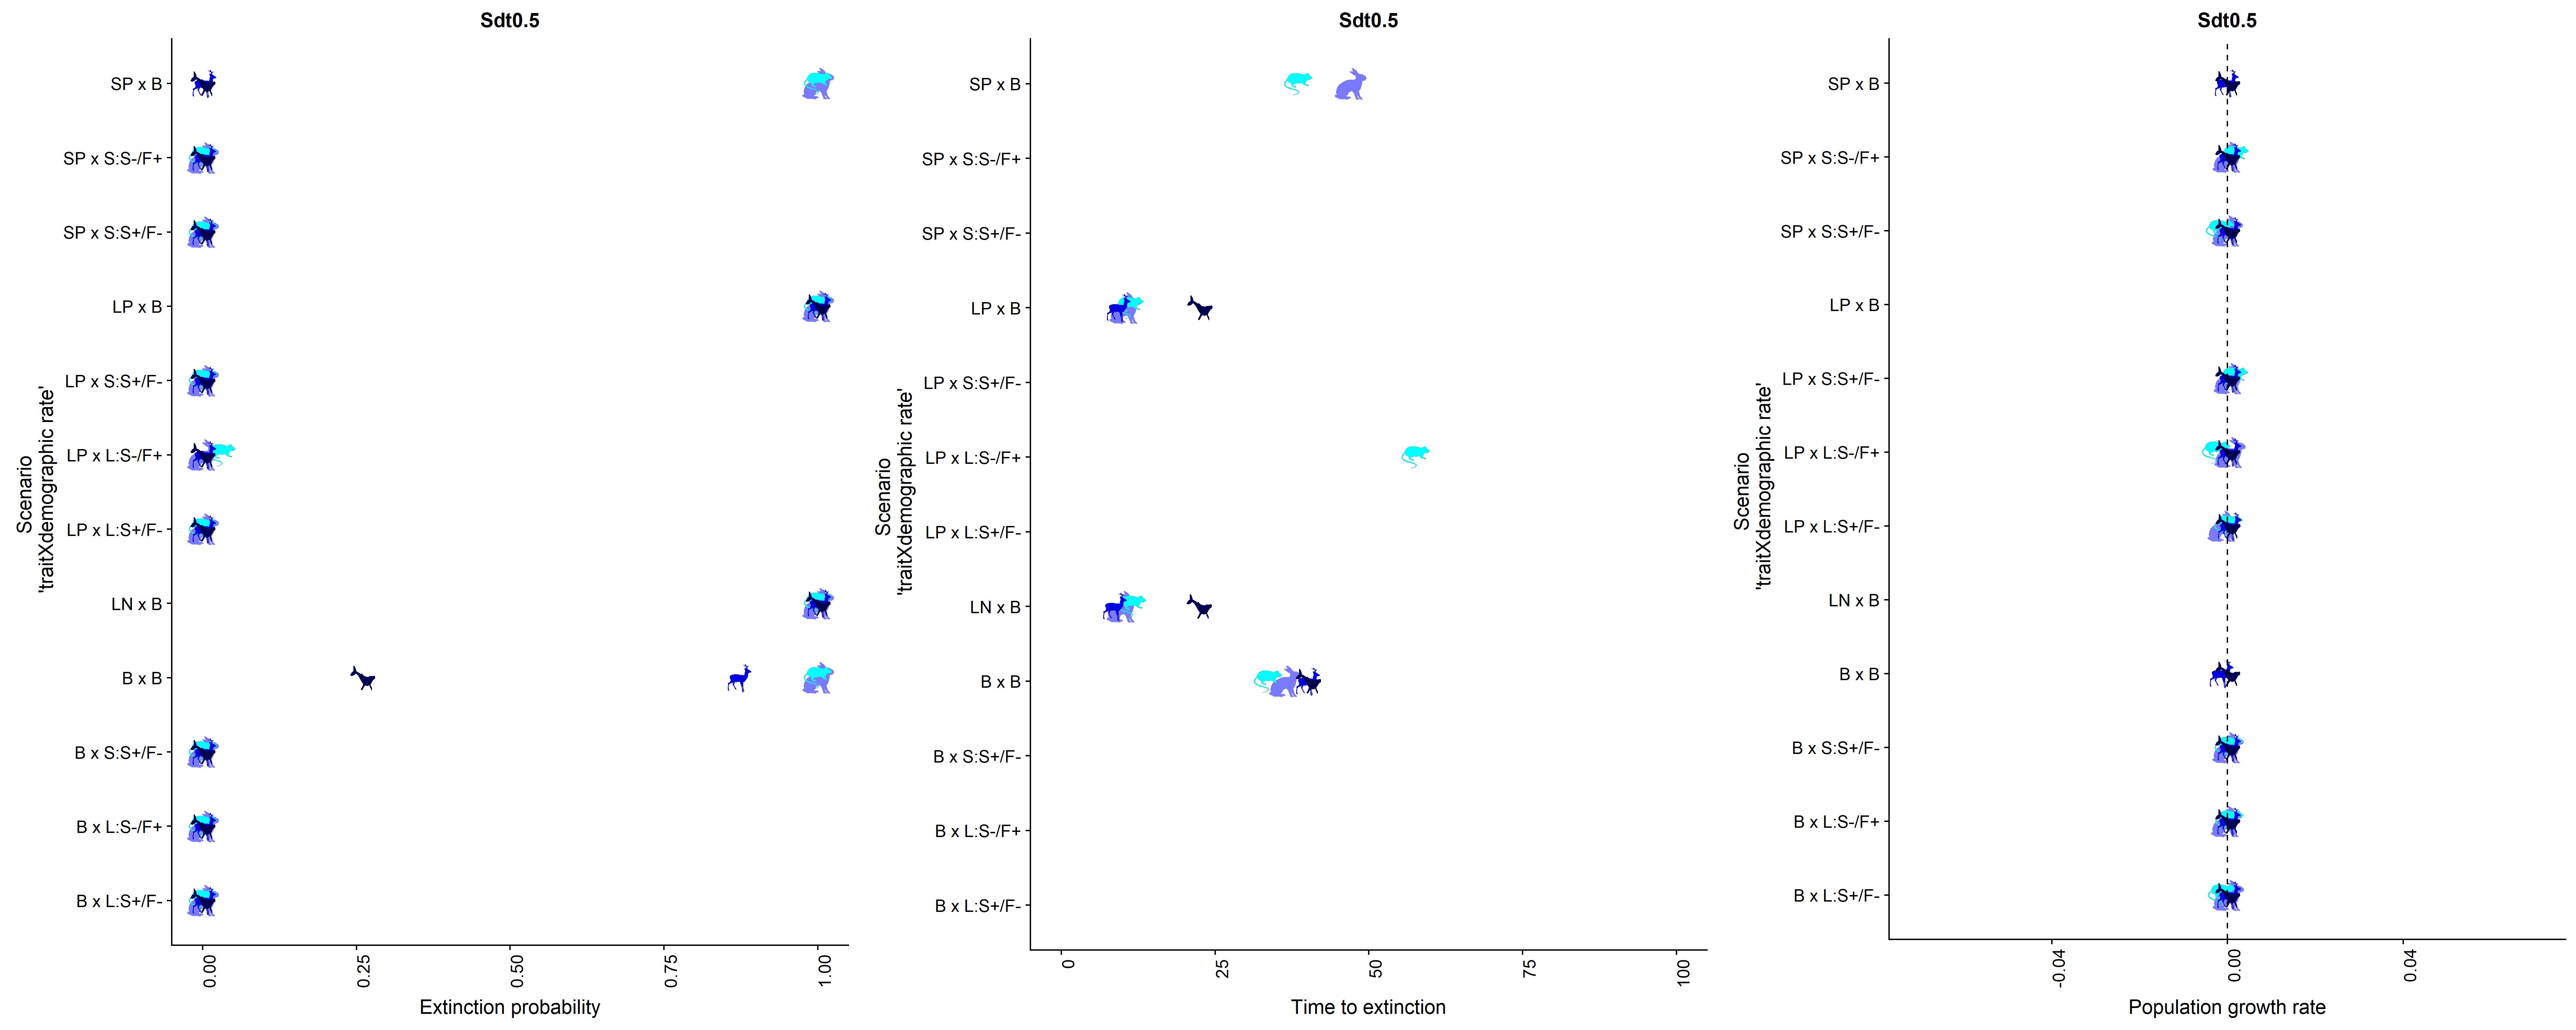 Sdt0.5
Scenario
'traitXdemographic rate'
SP x B
SP x S:S-/F+
SP x S:S+/F-
LP x B
LP x S:S+/F-
LP x L:S-/F+
LP x L:S+/F-
LN x B
B x B
B x S:S+/F-
B x L:S-/F+
B x L:S+/F-
0.00
0.25
0.50
0.75
1.00
Extinction probability
Sdt0.5
Scenario
'traitXdemographic rate'
SP x B
SP x S:S-/F+
SP x S:S+/F-
LP x B
LP x S:S+/F-
LP x L:S-/F+
LP x L:S+/F-
LN x B
B x B
B x S:S+/F-
B x L:S-/F+
B x L:S+/F-
0
25
50
75
100
Time to extinction
Sdt0.5
Scenario
'traitXdemographic rate'
SP x B
SP x S:S-/F+
SP x S:S+/F-
LP x B
LP x S:S+/F-
LP x L:S-/F+
LP x L:S+/F-
LN x B
B x B
B x S:S+/F-
B x L:S-/F+
B x L:S+/F-
-0.04
0.00
0.04
Population growth rate